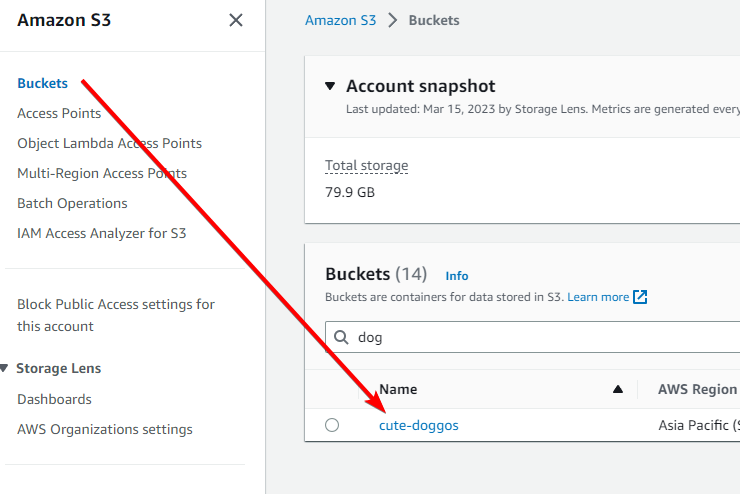 Amazon S3
Buckets
Access Points
Object Lambda Access Points
Multi-Region Access Points
Batch Operations
IAM Access Analyzer for S3
Block Public Access settings for
this account
Storage Lens
Dashboards
AWS Organizations settings
Amazon S3 > Buckets
Account snapshot
Last updated: Mar 15, 2023 by Storage Lens. Metrics are generated every
Total storage
79.9 GB
Buckets (14) Info
Buckets are containers for data stored in S3. Learn more
dog
Name AWS Region
cute-doggos Asia Pacific (